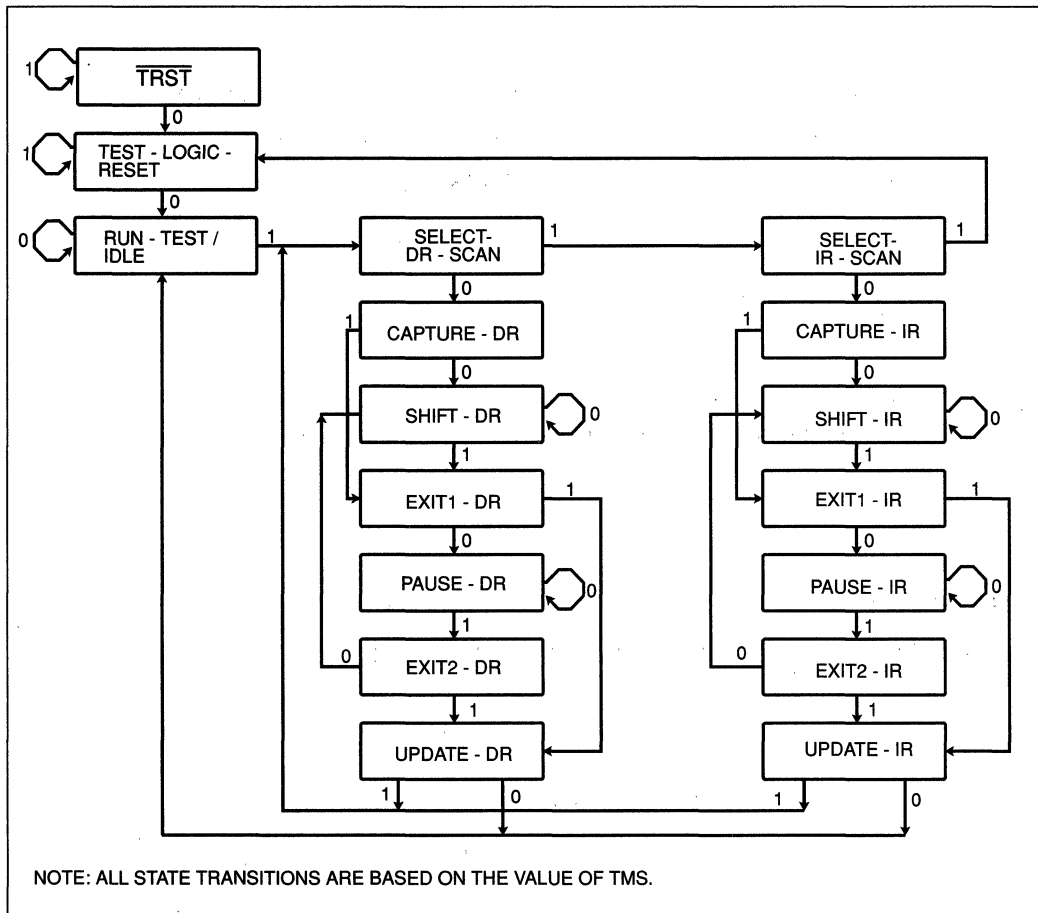 1
TRST
0
1
TEST - LOGIC -
RESET
0
0
RUN - TEST /
IDLE
1
SELECT-
DR - SCAN
1
SELECT-
IR - SCAN
1
0
0
1
CAPTURE - DR
1
CAPTURE - IR
0
0
SHIFT - DR
0
SHIFT - IR
0
1
1
EXIT1 - DR
1
EXIT1 - IR
1
0
0
PAUSE - DR
0
PAUSE - IR
0
1
1
0
EXIT2 - DR
0
EXIT2 - IR
1
1
UPDATE - DR
UPDATE - IR
1
0
1
0
NOTE: ALL STATE TRANSITIONS ARE BASED ON THE VALUE OF TMS.